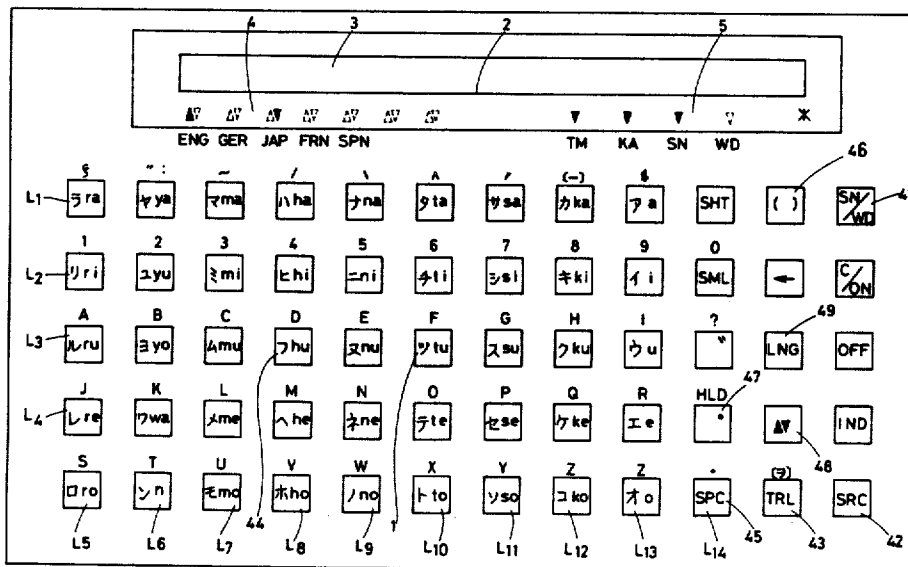 4 3 2 5
ENG GER JAP FRN SPN TM KA SN WD
46
§ " : ~ / \ ^ (–) $
L1 ラra ヤya マma ハha ナna タta サsa カka ア a SHT ( ) SN/WD
1 2 3 4 5 6 7 8 9 0
L2 リri ユyu ミmi ヒhi ニni チti シsi キki イ i SML ← C/ON
A B C D E F G H I ? 49
L3 ルru ヨyo ムmu フhu ヌnu ツtu スsu クku ウ u ゛ LNG OFF
J K L M N O P Q R HLD 47
L4 レre ワwa メme ヘhe ネne テte セse ケke エe ゜ ▲▼ IND
48
S T U V W X Y Z Z • (ヲ)
ロro ンn モmo ホho ノno トto ソso コko オo SPC TRL SRC
44 1
L5 L6 L7 L8 L9 L10 L11 L12 L13 L14 45 43 42